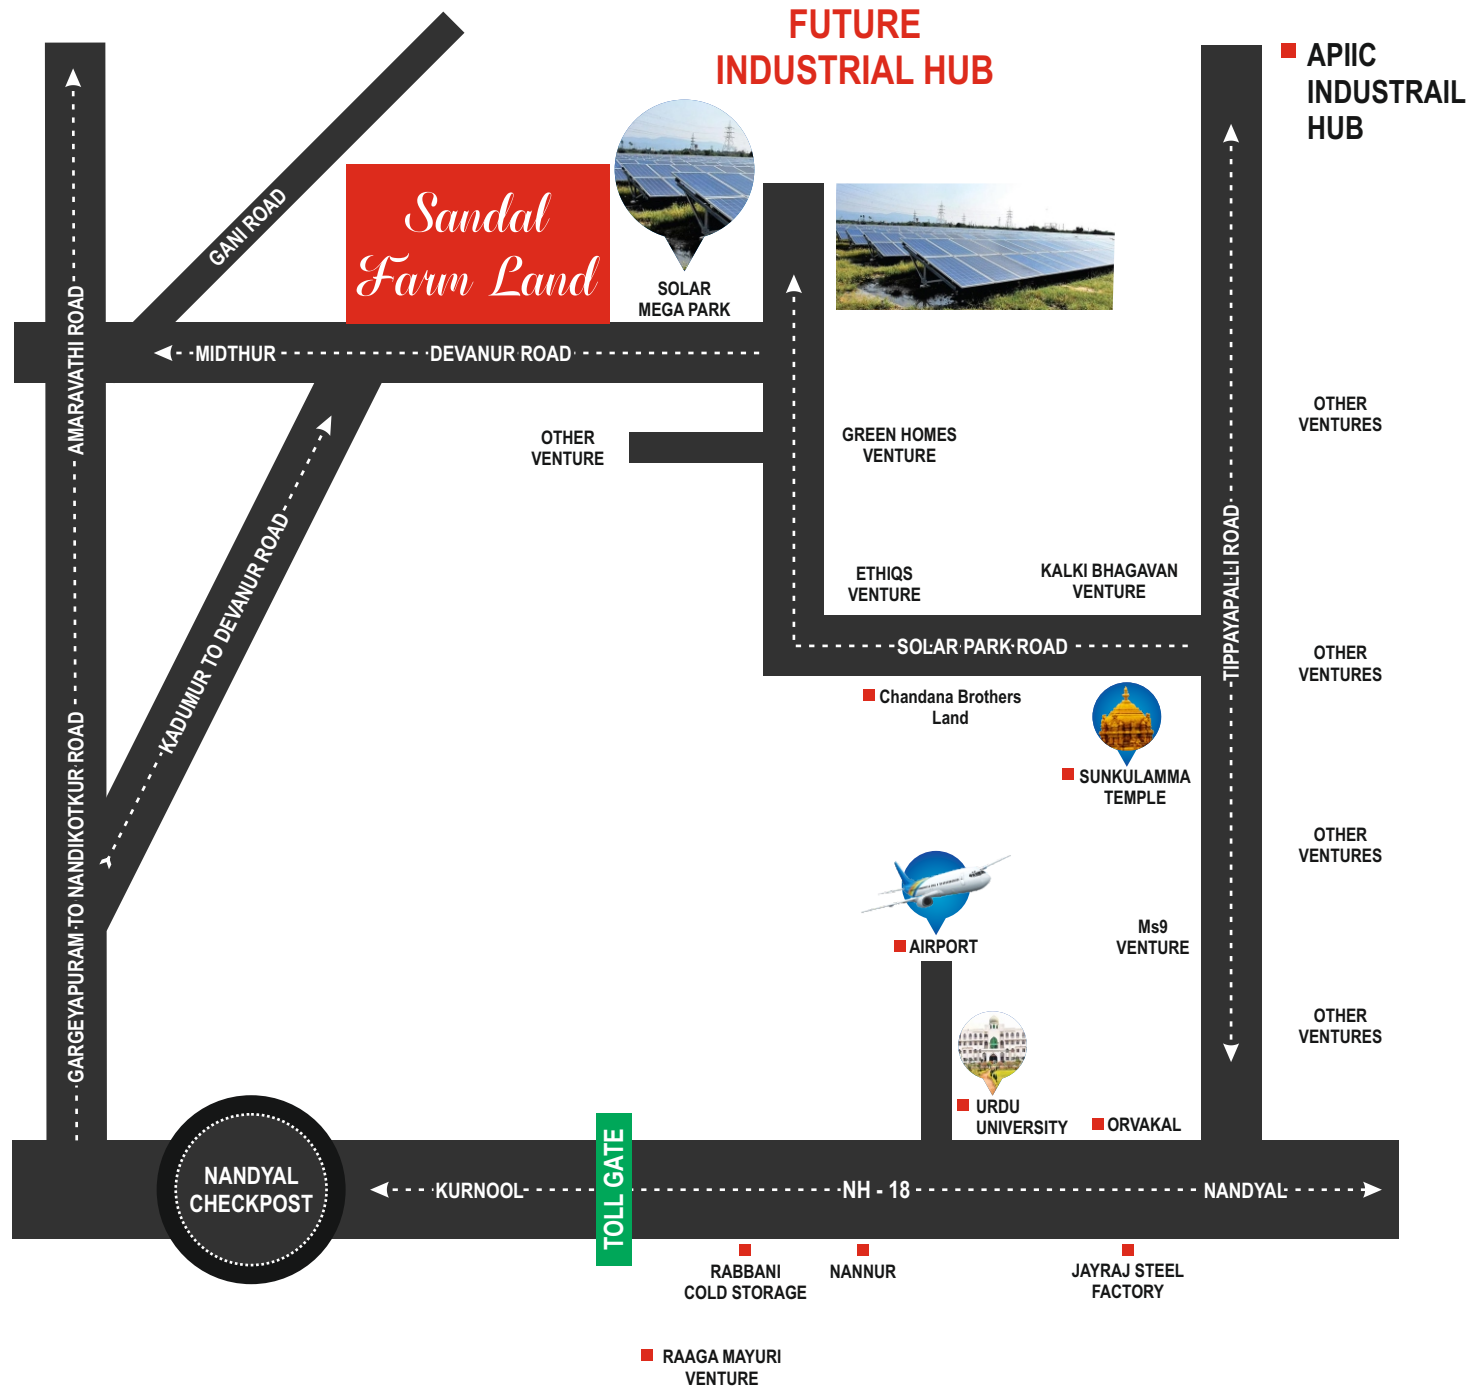 FUTURE
INDUSTRIAL HUB
APIIC
INDUSTRAIL
HUB
Sandal
Farm Land
GANI ROAD
SOLAR
MEGA PARK
AMARAVATHI ROAD
MIDTHUR
DEVANUR ROAD
OTHER
VENTURE
GREEN HOMES
VENTURE
OTHER
VENTURES
KADUMUR TO DEVANUR ROAD
ETHIQS
VENTURE
KALKI BHAGAVAN
VENTURE
TIPPAYAPALLI ROAD
SOLAR PARK ROAD
OTHER
VENTURES
Chandana Brothers
Land
SUNKULAMMA
TEMPLE
GARGEYAPURAM TO NANDIKOTKUR ROAD
OTHER
VENTURES
AIRPORT
Ms9
VENTURE
OTHER
VENTURES
URDU
UNIVERSITY
ORVAKAL
NANDYAL
CHECKPOST
KURNOOL
TOLL GATE
NH - 18
NANDYAL
RABBANI
COLD STORAGE
NANNUR
JAYRAJ STEEL
FACTORY
RAAGA MAYURI
VENTURE